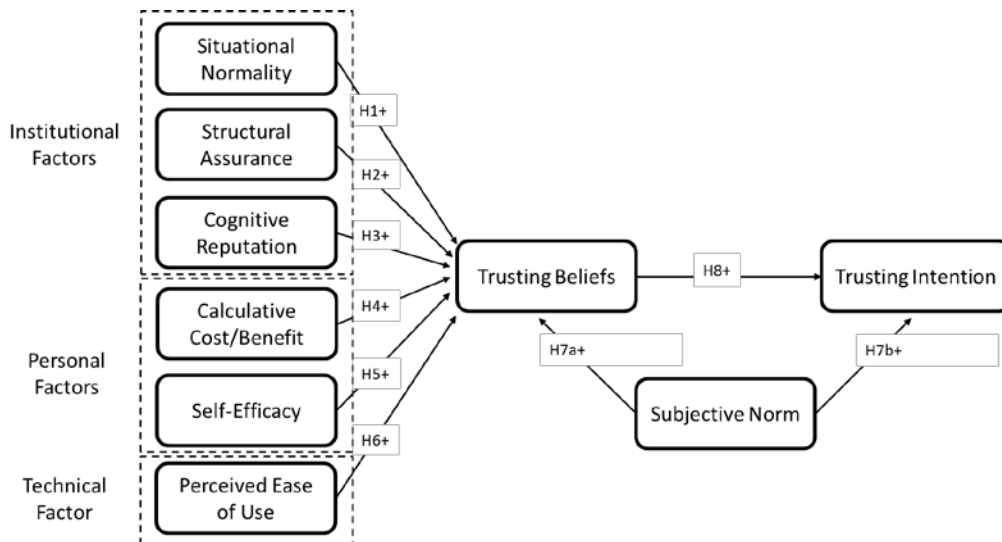 Institutional
Factors
Situational
Normality
Structural
Assurance
Cognitive
Reputation
Personal
Factors
Calculative
Cost/Benefit
Self-Efficacy
Technical
Factor
Perceived Ease
of Use
H1+
H2+
H3+
H4+
H5+
H6+
Trusting Beliefs
H8+
Trusting Intention
H7a+
H7b+
Subjective Norm